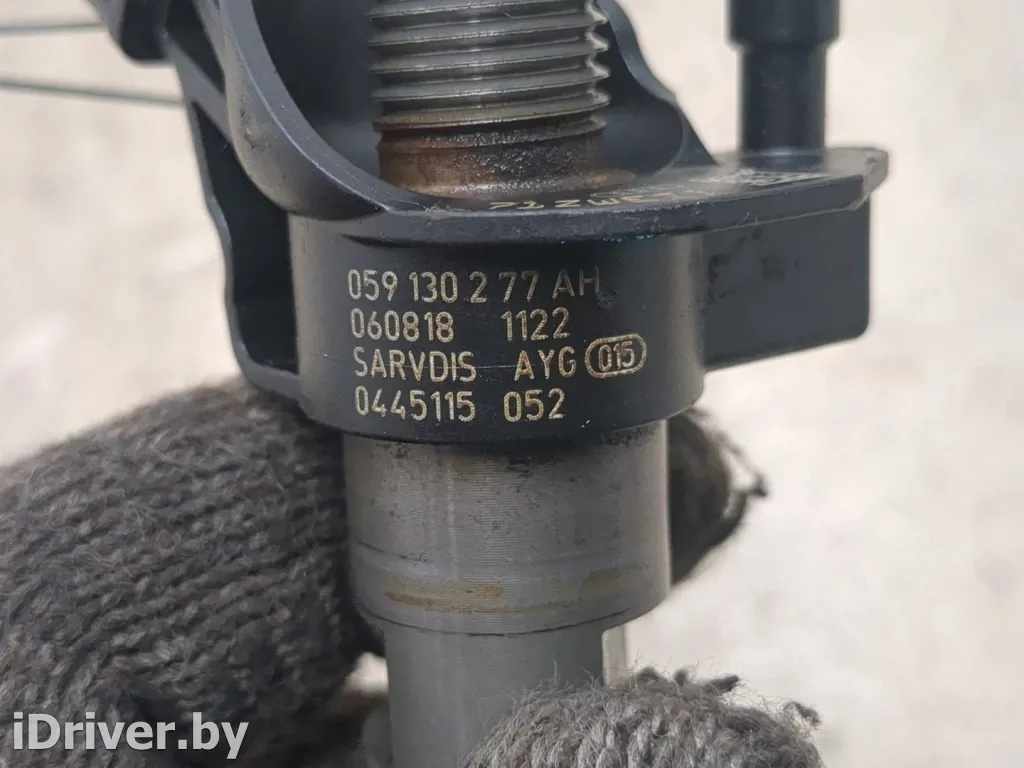 059 130 2 77 AH
060818 1122
SARVDIS AYG 015
0445115 052
iDriver.by